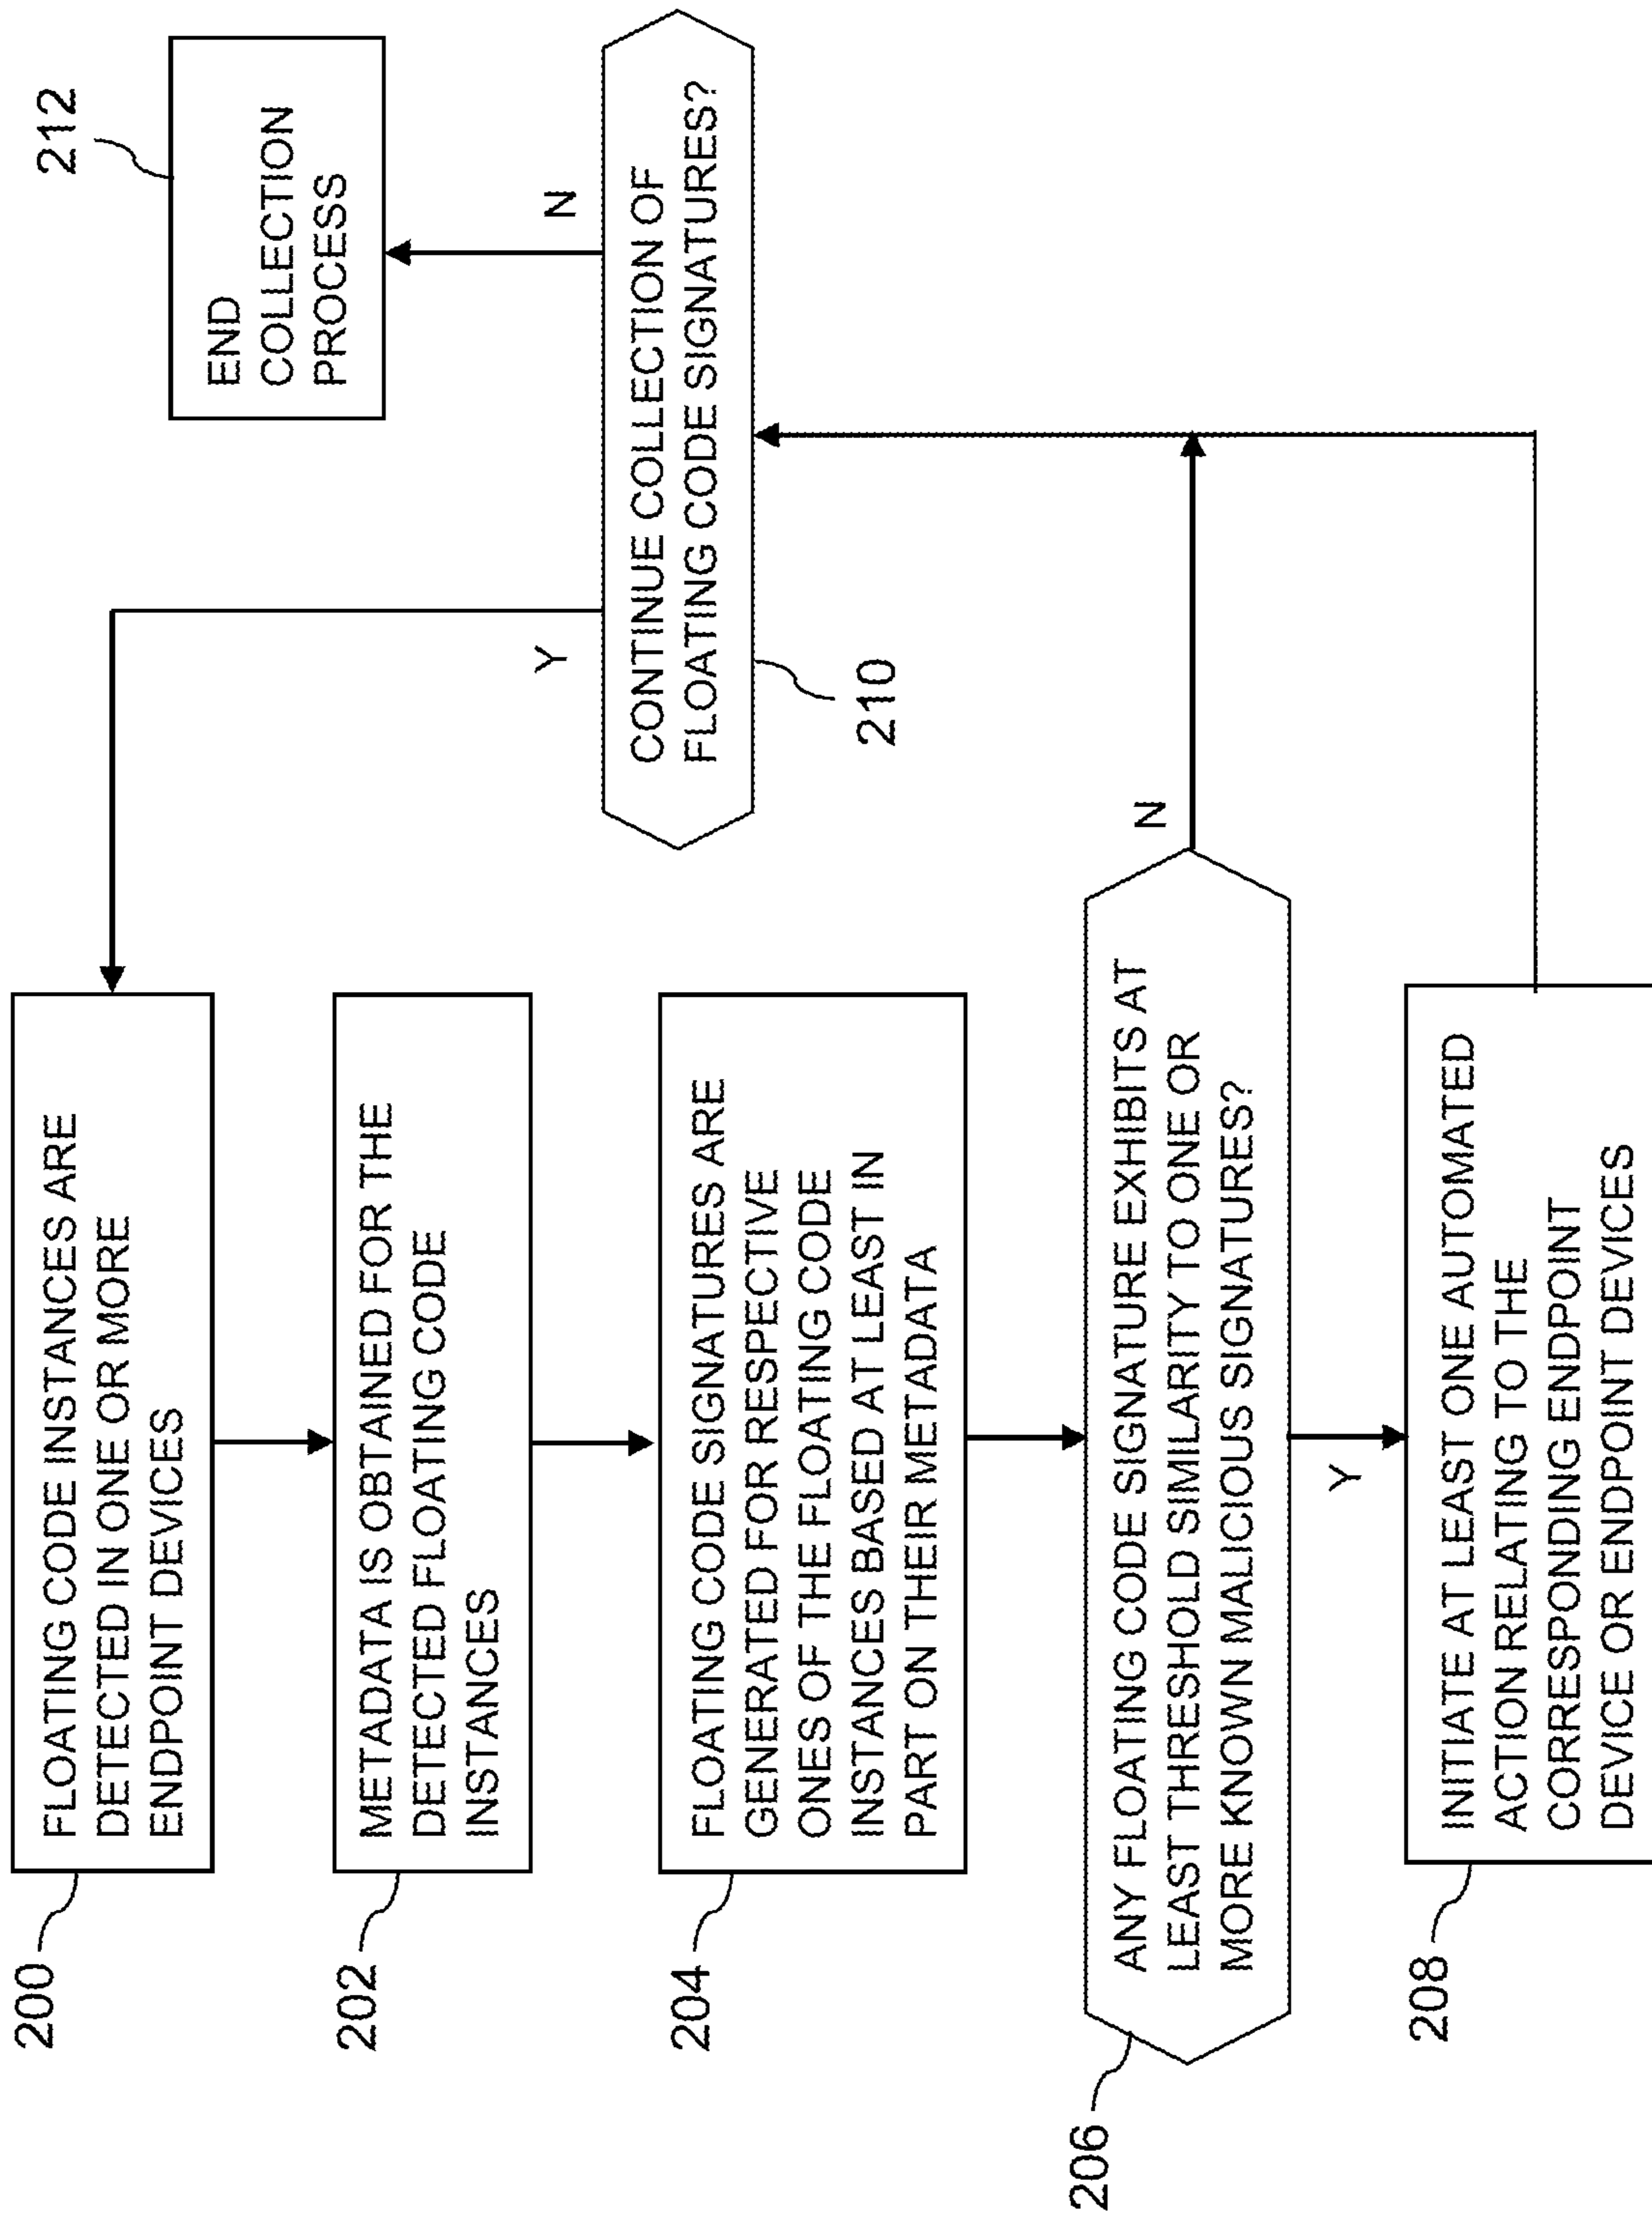 200
FLOATING CODE INSTANCES ARE
DETECTED IN ONE OR MORE
ENDPOINT DEVICES
202
METADATA IS OBTAINED FOR THE
DETECTED FLOATING CODE
INSTANCES
204
FLOATING CODE SIGNATURES ARE
GENERATED FOR RESPECTIVE
ONES OF THE FLOATING CODE
INSTANCES BASED AT LEAST IN
PART ON THEIR METADATA
206
ANY FLOATING CODE SIGNATURE EXHIBITS AT
LEAST THRESHOLD SIMILARITY TO ONE OR
MORE KNOWN MALICIOUS SIGNATURES?
N
Y
208
INITIATE AT LEAST ONE AUTOMATED
ACTION RELATING TO THE
CORRESPONDING ENDPOINT
DEVICE OR ENDPOINT DEVICES
210
CONTINUE COLLECTION OF
FLOATING CODE SIGNATURES?
Y
N
212
END
COLLECTION
PROCESS